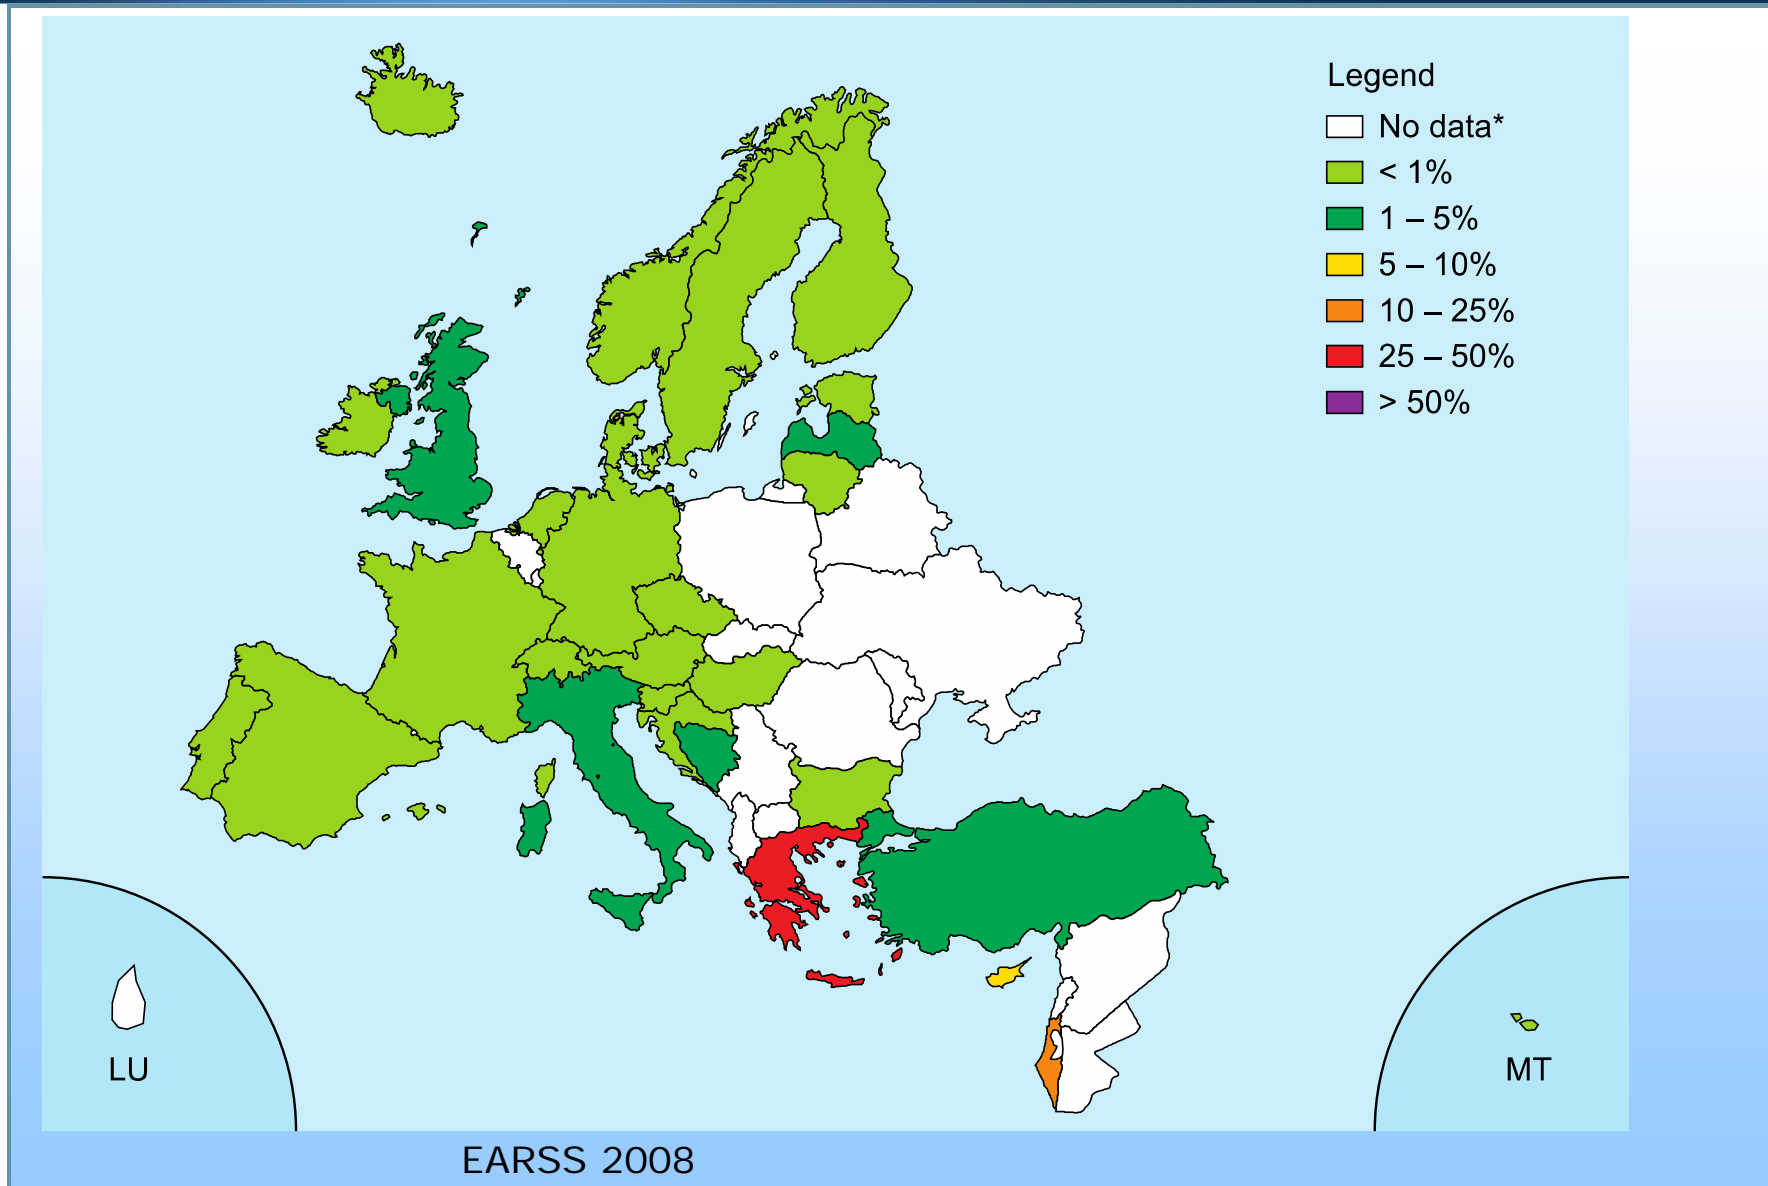 Legend
No data*
< 1%
1 – 5%
5 – 10%
10 – 25%
25 – 50%
> 50%
LU
MT
EARSS 2008